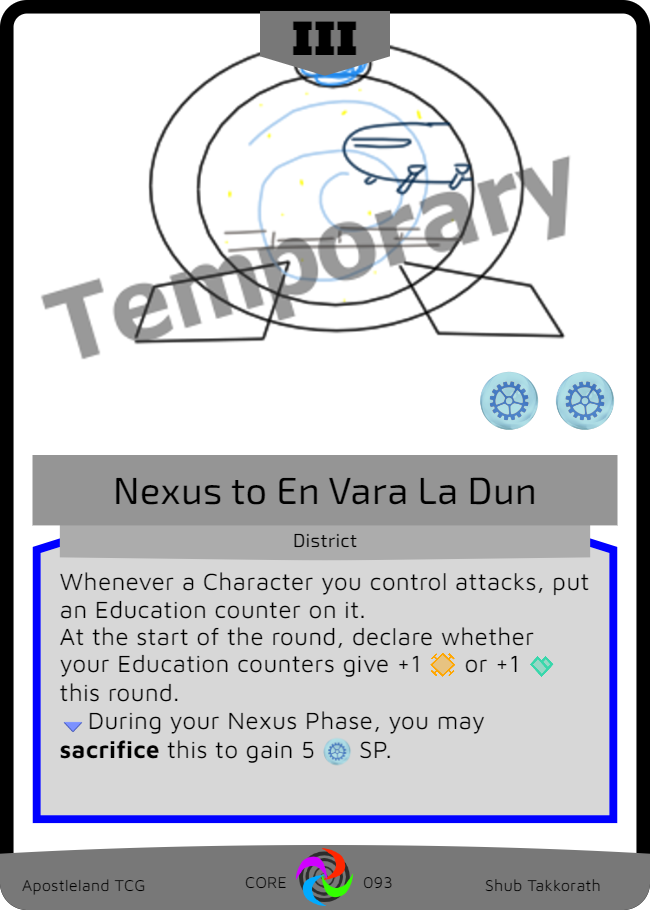 III
Temporary
Nexus to En Vara La Dun
District
Whenever a Character you control attacks, put
an Education counter on it.
At the start of the round, declare whether
your Education counters give +1 or +1
this round.
During your Nexus Phase, you may
sacrifice this to gain 5 SP.
Apostleland TCG
CORE 093
Shub Takkorath